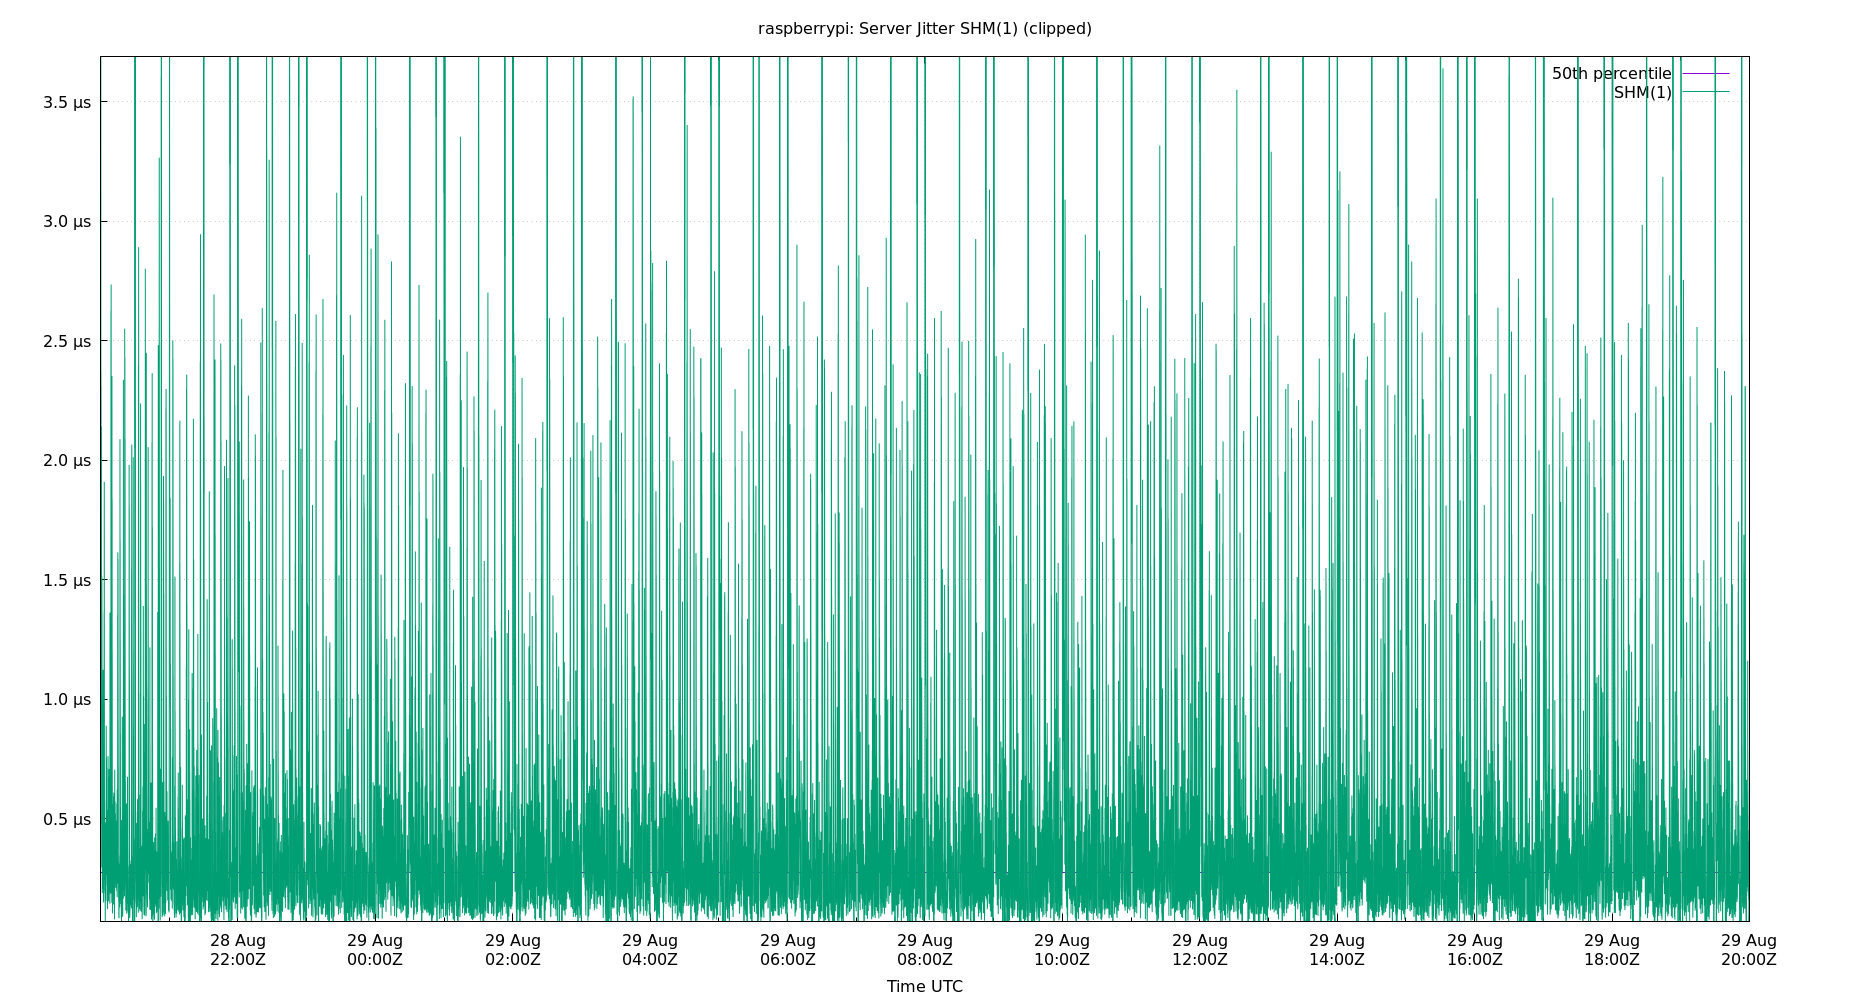 raspberrypi: Server Jitter SHM(1) (clipped)
50th percentile
SHM(1)
3.5 µs
3.0 µs
2.5 µs
2.0 µs
1.5 µs
1.0 µs
0.5 µs
28 Aug 29 Aug 29 Aug 29 Aug 29 Aug 29 Aug 29 Aug 29 Aug 29 Aug 29 Aug 29 Aug 29 Aug
22:00Z 00:00Z 02:00Z 04:00Z 06:00Z 08:00Z 10:00Z 12:00Z 14:00Z 16:00Z 18:00Z 20:00Z
Time UTC